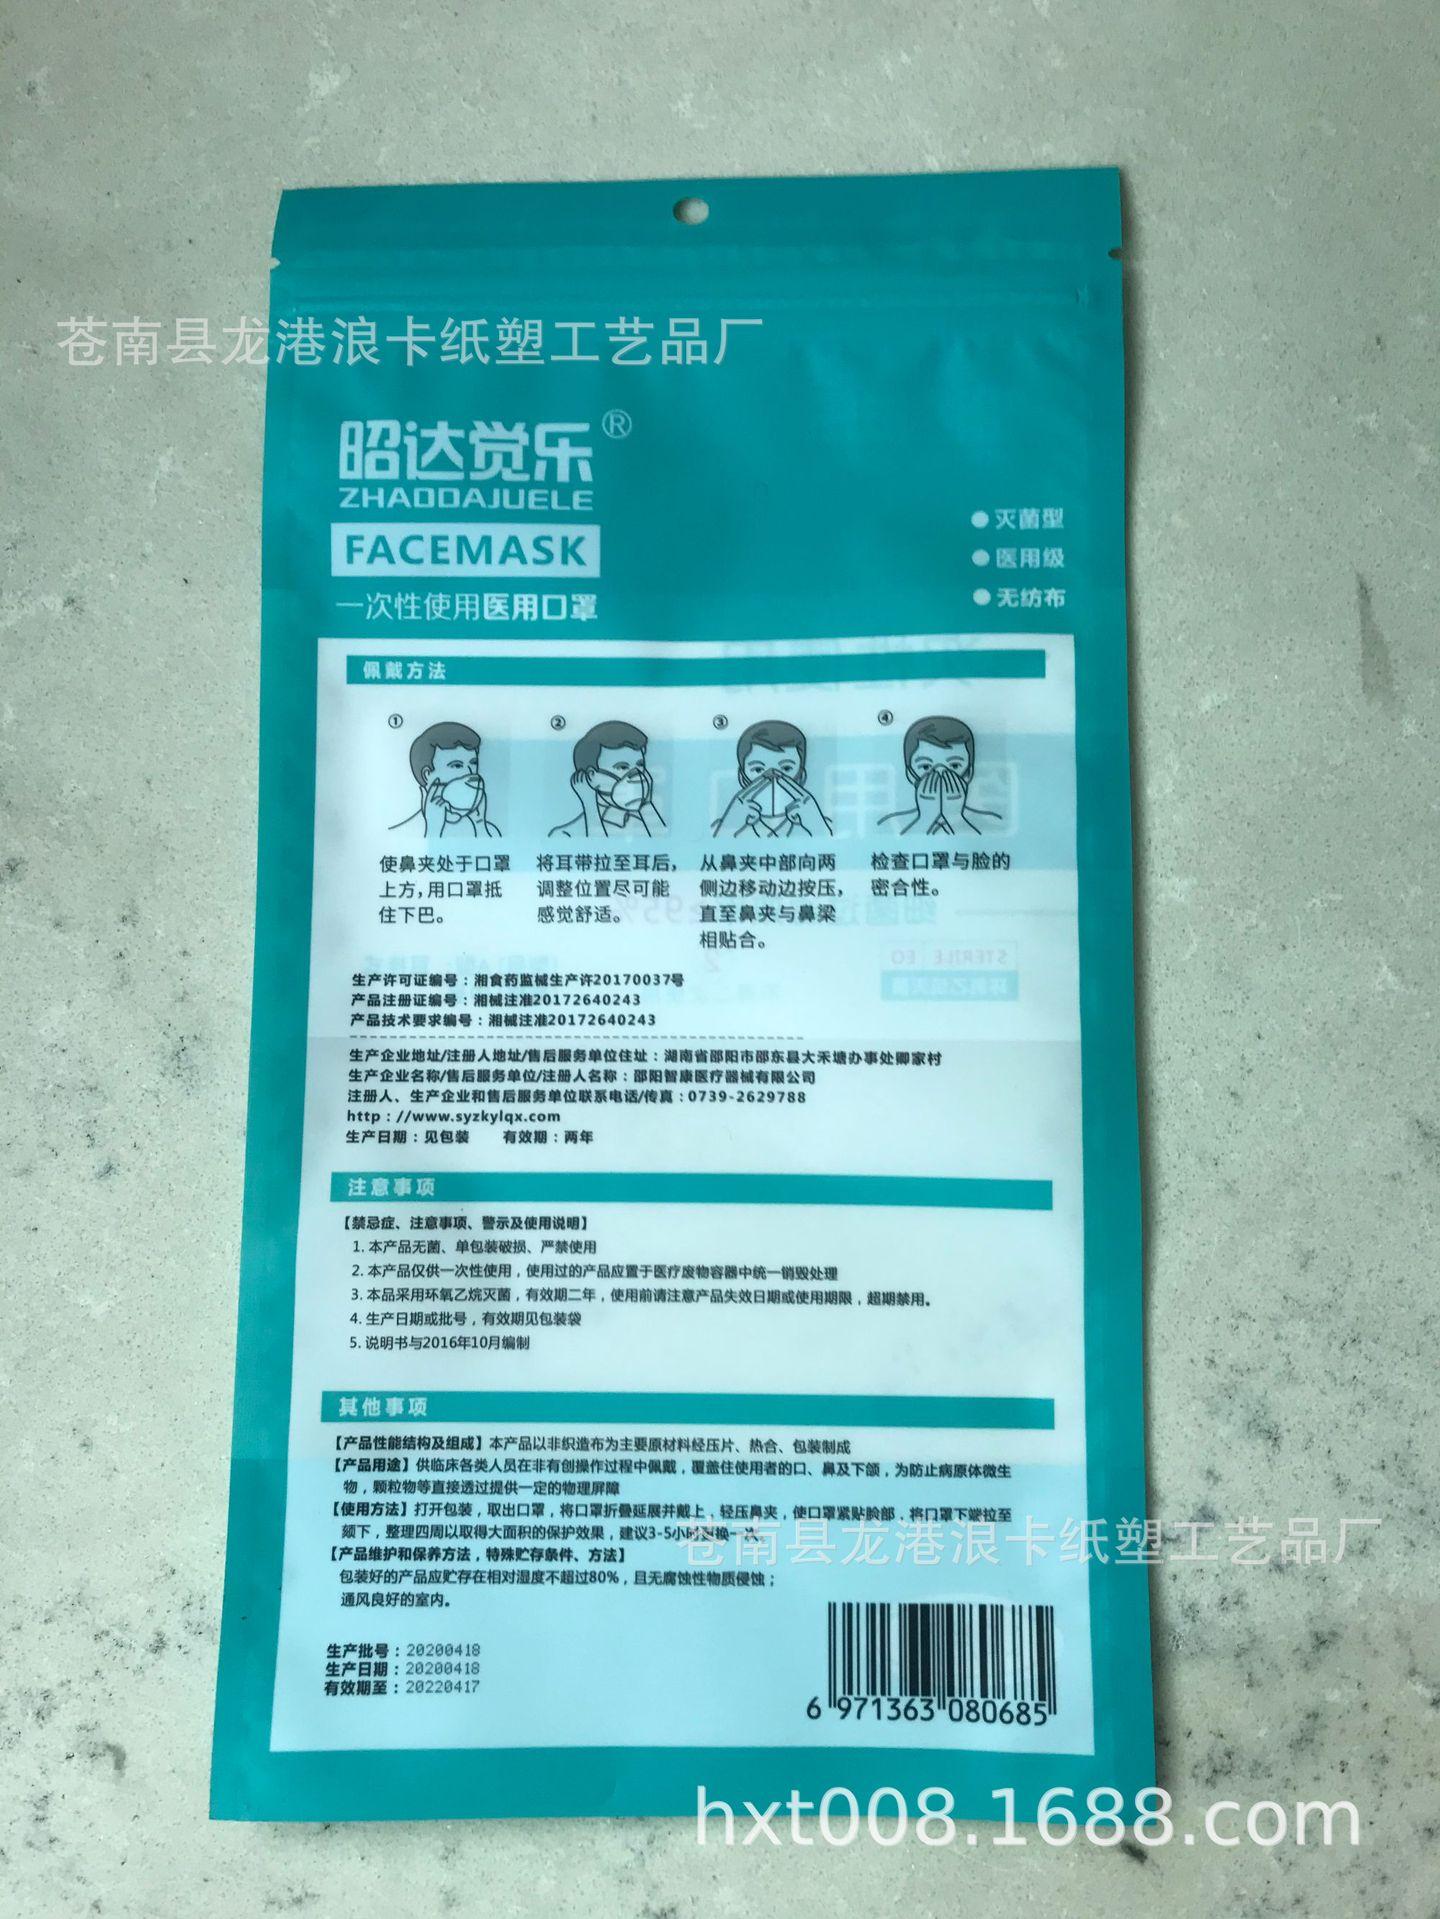 苍南县龙港浪卡纸塑工艺品厂
昭达觉乐®
ZHAODAJUELE
FACEMASK
一次性使用医用口罩
●灭菌型
●医用级
●无纺布
佩戴方法
① ② ③ ④
使鼻夹处于口罩
上方，用口罩抵
住下巴。
将耳带拉至耳后，
调整位置尽可能
感觉舒适。
从鼻夹中部向两
侧边移动边按压，
直至鼻夹与鼻梁
相贴合。
检查口罩与脸的
密合性。
STERILE EO
生产许可证编号：湘食药监械生产许20170037号
产品注册证编号：湘械注准20172640243
产品技术要求编号：湘械注准20172640243
生产企业地址/注册人地址/售后服务单位住址：湖南省邵阳市邵东县大禾塘办事处卿家村
生产企业名称/售后服务单位/注册人名称：邵阳智康医疗器械有限公司
注册人、生产企业和售后服务单位联系电话/传真：0739-2629788
http：//www.syzkylqx.com
生产日期：见包装 有效期：两年
注意事项
【禁忌症、注意事项、警示及使用说明】
1. 本产品无菌、单包装破损、严禁使用
2. 本产品仅供一次性使用，使用过的产品应置于医疗废物容器中统一销毁处理
3. 本品采用环氧乙烷灭菌，有效期二年，使用前请注意产品失效日期或使用期限，超期禁用。
4. 生产日期或批号，有效期见包装袋
5. 说明书与2016年10月编制
其他事项
【产品性能结构及组成】本产品以非织造布为主要原材料经压片、热合、包装制成
【产品用途】供临床各类人员在非有创操作过程中佩戴，覆盖住使用者的口、鼻及下颌，为防止病原体微生
物，颗粒物等直接透过提供一定的物理屏障
【使用方法】打开包装，取出口罩，将口罩折叠延展并戴上，轻压鼻夹，使口罩紧贴脸部，将口罩下端拉至
颏下，整理四周以取得大面积的保护效果，建议3-5小时更换一次。
苍南县龙港浪卡纸塑工艺品厂
【产品维护和保养方法，特殊贮存条件、方法】
包装好的产品应贮存在相对湿度不超过80%，且无腐蚀性物质侵蚀；
通风良好的室内。
生产批号：20200418
生产日期：20200418
有效期至：20220417
6 971363 080685
hxt008.1688.com